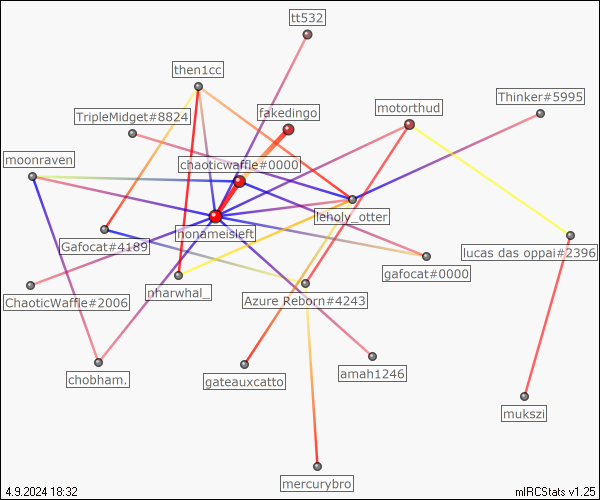 tt532
then1cc
Thinker#5995
fakedingo
motorthud
TripleMidget#8824
moonraven
chaoticwaffle#0000
leholy_otter
nonameisleft
Gafocat#4189
lucas das oppai#2396
gafocat#0000
nharwhal_
ChaoticWaffle#2006
Azure Reborn#4243
chobham.
gateauxcatto
amah1246
mukszi
mercurybro
4.9.2024 18:32
mIRCStats v1.25